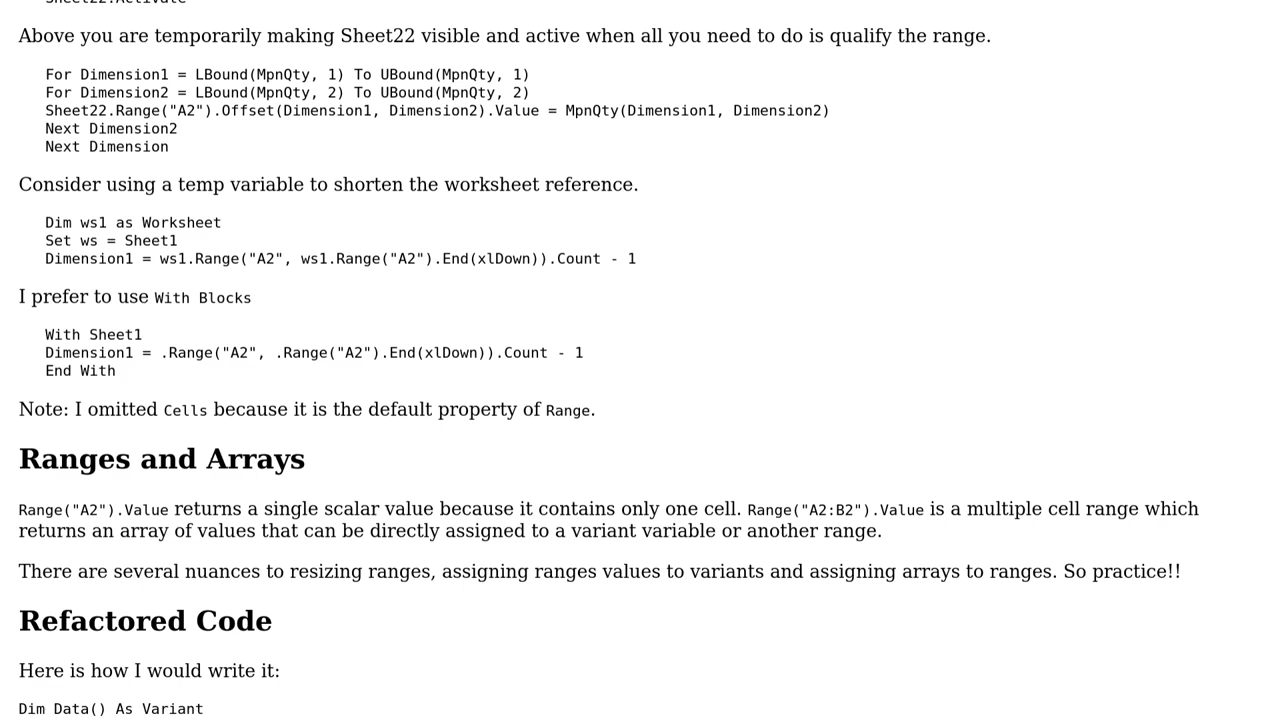 Sheet22.Activate
Above you are temporarily making Sheet22 visible and active when all you need to do is qualify the range.
For Dimension1 = LBound(MpnQty, 1) To UBound(MpnQty, 1)
For Dimension2 = LBound(MpnQty, 2) To UBound(MpnQty, 2)
Sheet22.Range("A2").Offset(Dimension1, Dimension2).Value = MpnQty(Dimension1, Dimension2)
Next Dimension2
Next Dimension
Consider using a temp variable to shorten the worksheet reference.
Dim ws1 as Worksheet
Set ws = Sheet1
Dimension1 = ws1.Range("A2", ws1.Range("A2").End(xlDown)).Count - 1
I prefer to use With Blocks
With Sheet1
Dimension1 = .Range("A2", .Range("A2").End(xlDown)).Count - 1
End With
Note: I omitted Cells because it is the default property of Range.
Ranges and Arrays
Range("A2").Value returns a single scalar value because it contains only one cell. Range("A2:B2").Value is a multiple cell range which
returns an array of values that can be directly assigned to a variant variable or another range.
There are several nuances to resizing ranges, assigning ranges values to variants and assigning arrays to ranges. So practice!!
Refactored Code
Here is how I would write it:
Dim Data() As Variant